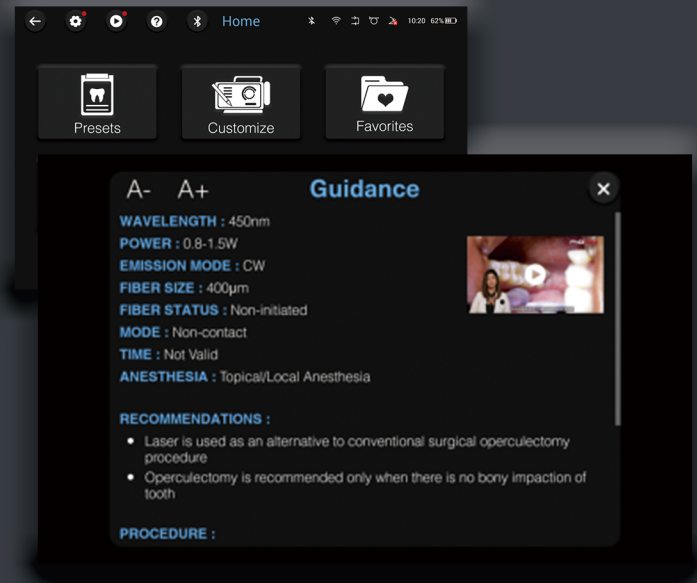 Home
10:20 62%
Presets
Customize
Favorites
A- A+ Guidance
WAVELENGTH : 450nm
POWER : 0.8-1.5W
EMISSION MODE : CW
FIBER SIZE : 400µm
FIBER STATUS : Non-initiated
MODE : Non-contact
TIME : Not Valid
ANESTHESIA : Topical/Local Anesthesia
RECOMMENDATIONS :
• Laser is used as an alternative to conventional surgical operculectomy
procedure
• Operculectomy is recommended only when there is no bony impaction of
tooth
PROCEDURE :